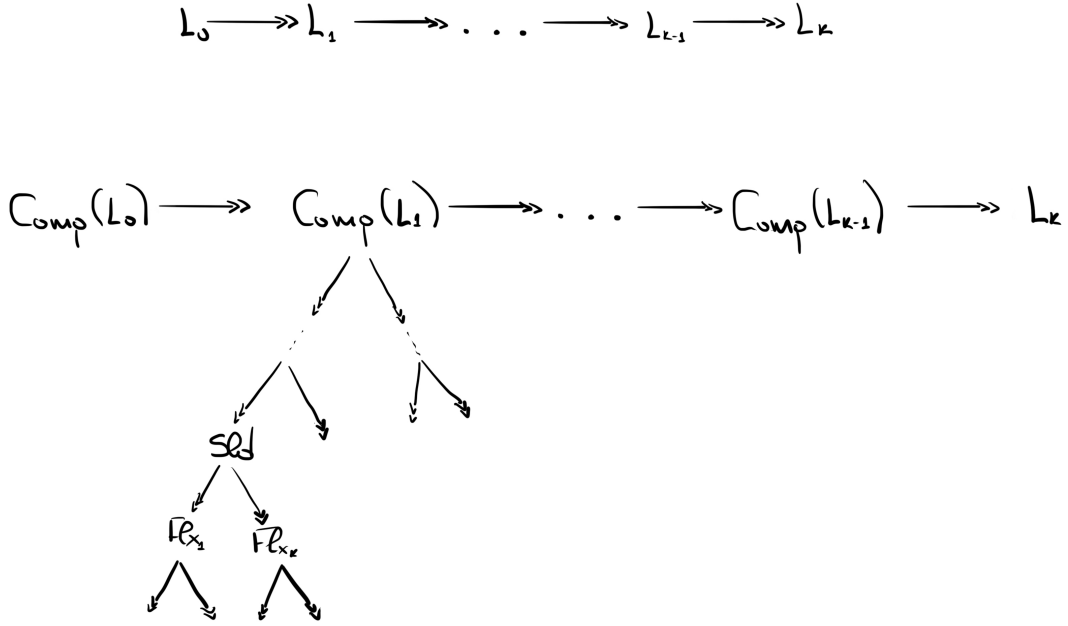 L₀ →» L₁ →» . . . →» Lₖ₋₁ →» Lₖ
Comp(L₀) →» Comp(L₁) →» . . . →» Comp(Lₖ₋₁) →» Lₖ
Sld
Flₓ₁ Flₓₖ